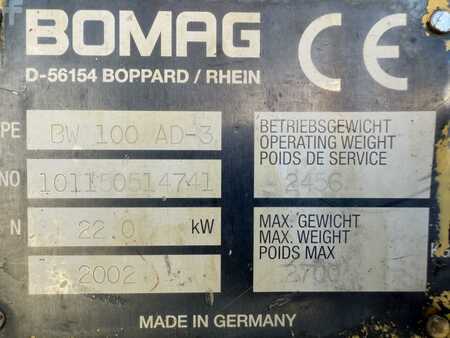 BOMAG
CE
D-56154 BOPPARD / RHEIN
PE BW 100 AD-3
NO 101150514741
N 22.0 kW
2002
BETRIEBSGEWICHT
OPERATING WEIGHT
POIDS DE SERVICE
2456
MAX. GEWICHT
MAX. WEIGHT
POIDS MAX
2700
MADE IN GERMANY